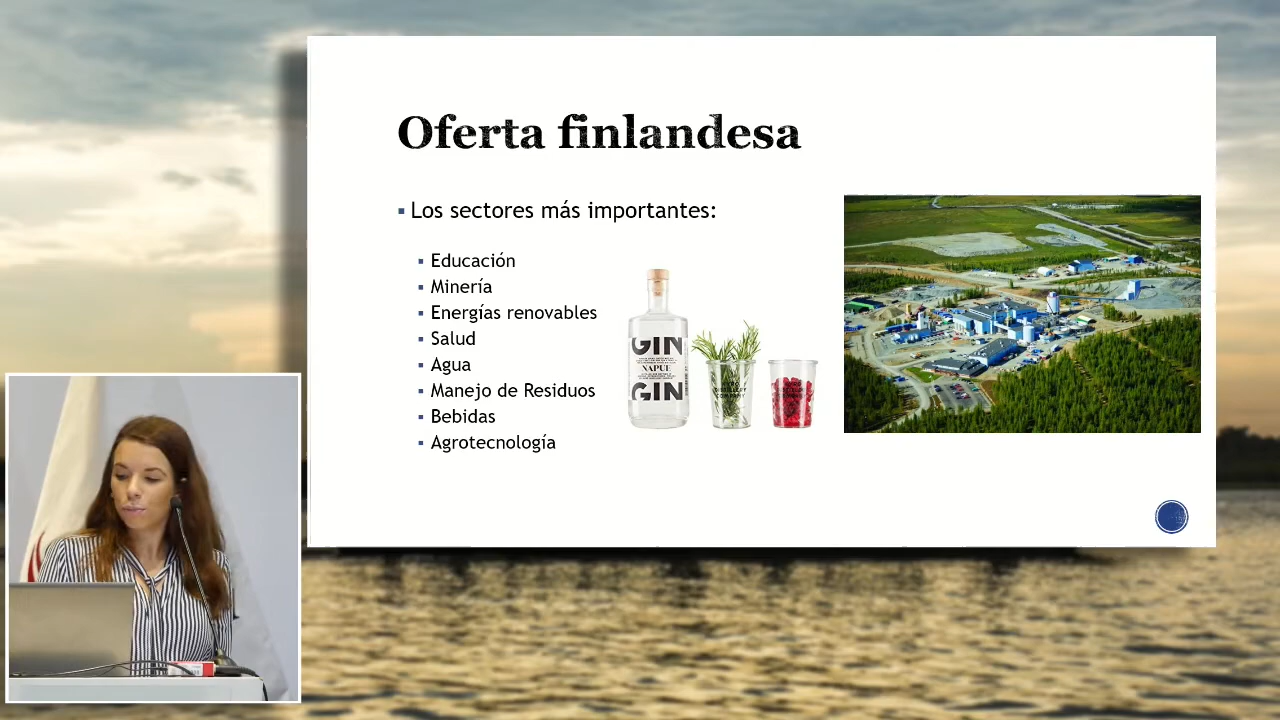 Oferta finlandesa
Los sectores más importantes:
Educación
Minería
Energías renovables
Salud
Agua
Manejo de Residuos
Bebidas
Agrotecnología
GIN
NAPUE
GIN